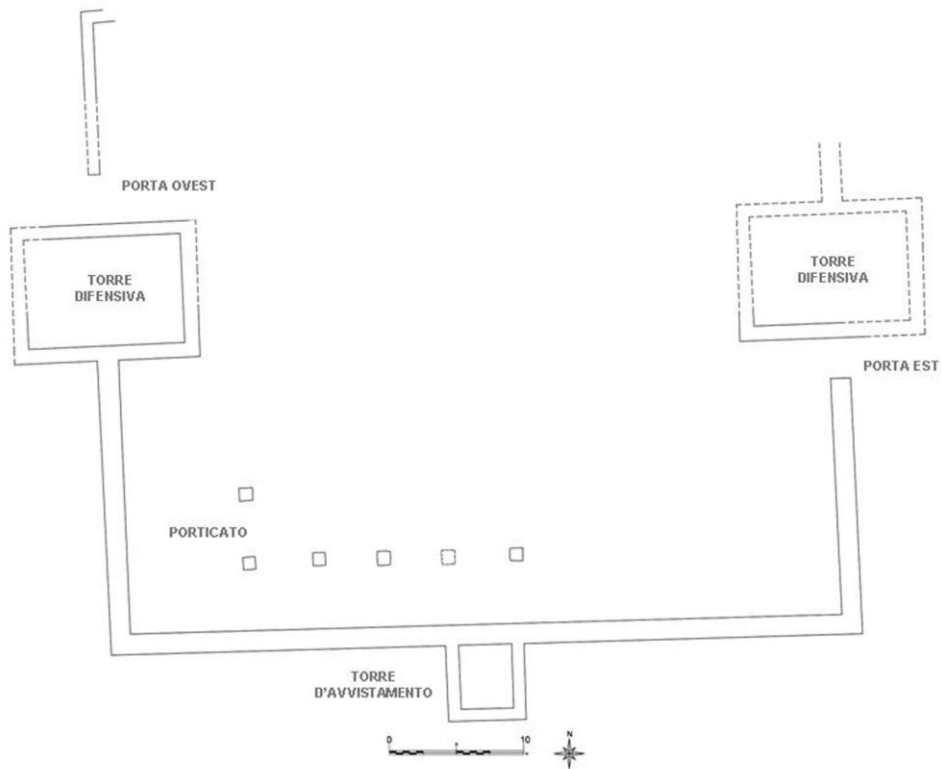 PORTA OVEST
TORRE
DIFENSIVA
TORRE
DIFENSIVA
PORTA EST
PORTICATO
TORRE
D'AVVISTAMENTO
0 10
N